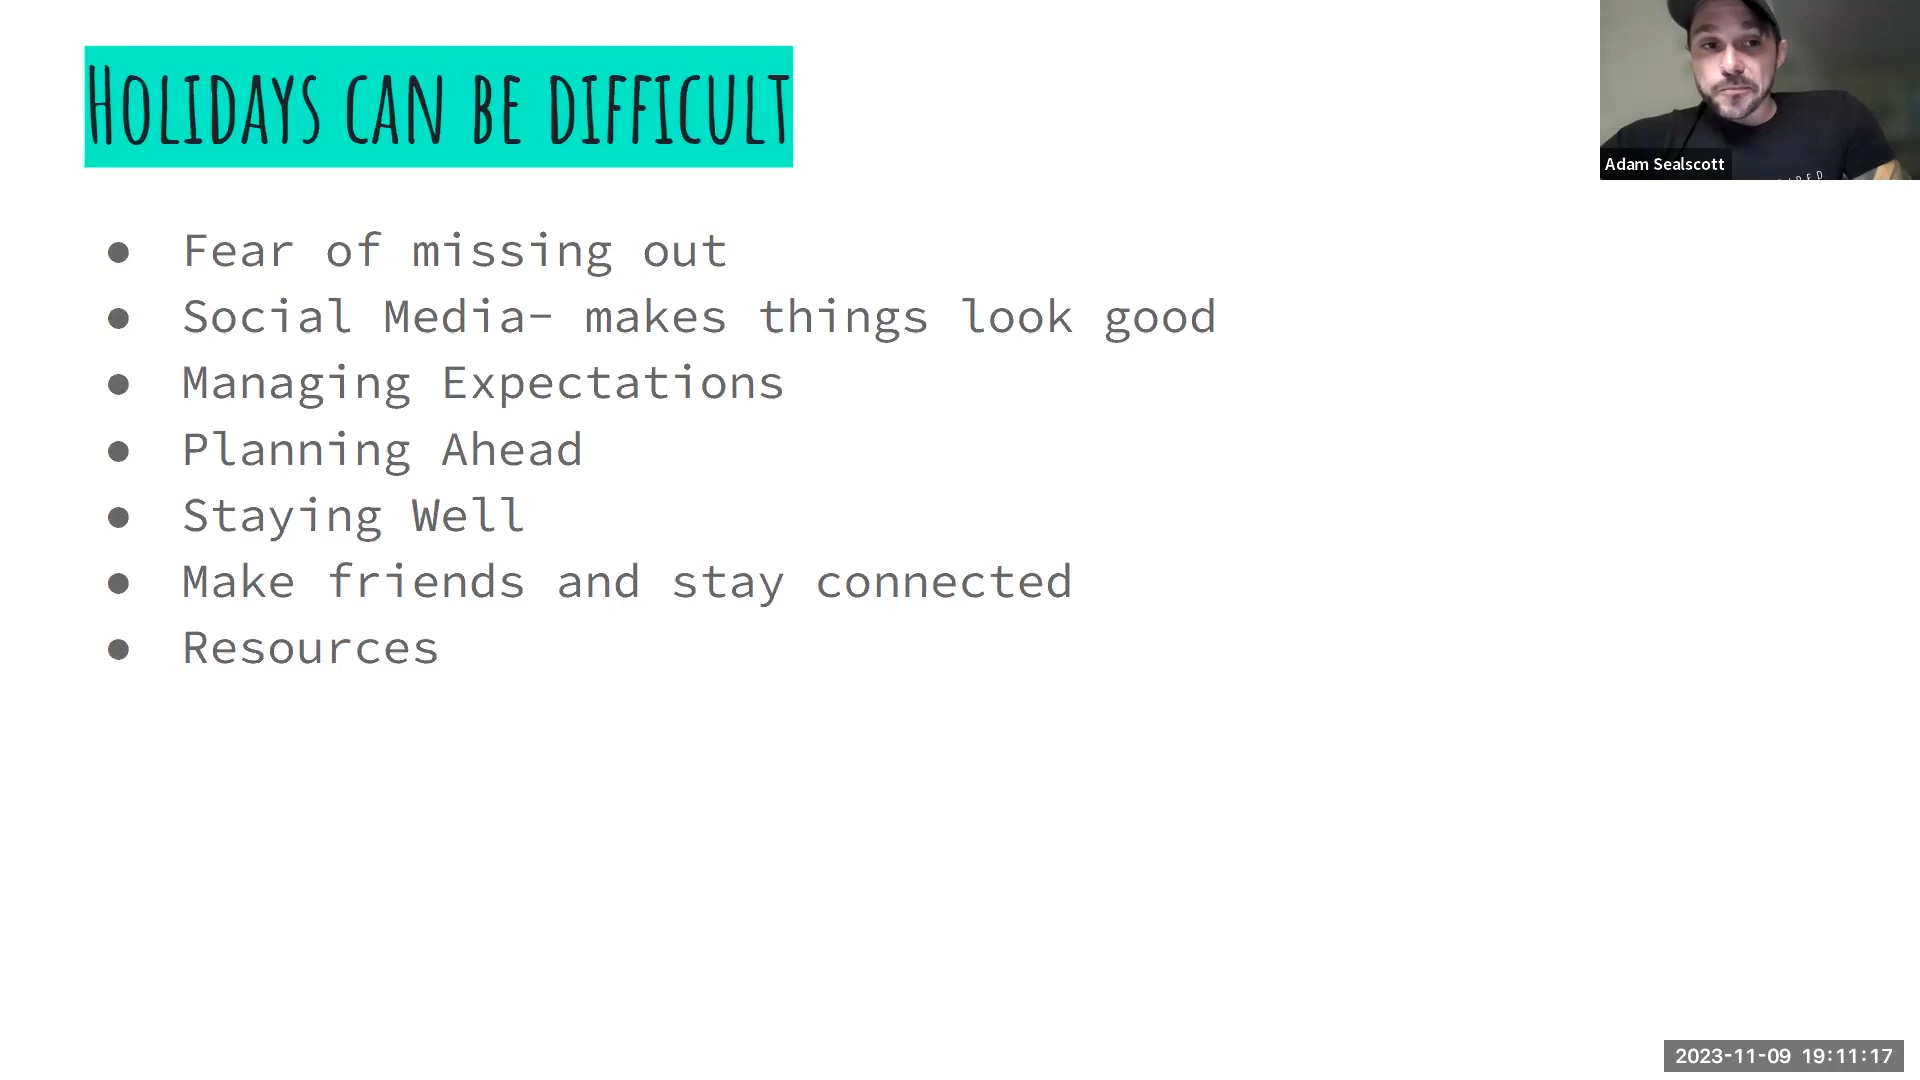 Holidays can be difficult
● Fear of missing out
● Social Media- makes things look good
● Managing Expectations
● Planning Ahead
● Staying Well
● Make friends and stay connected
● Resources
Adam Sealscott
2023-11-09 19:11:17